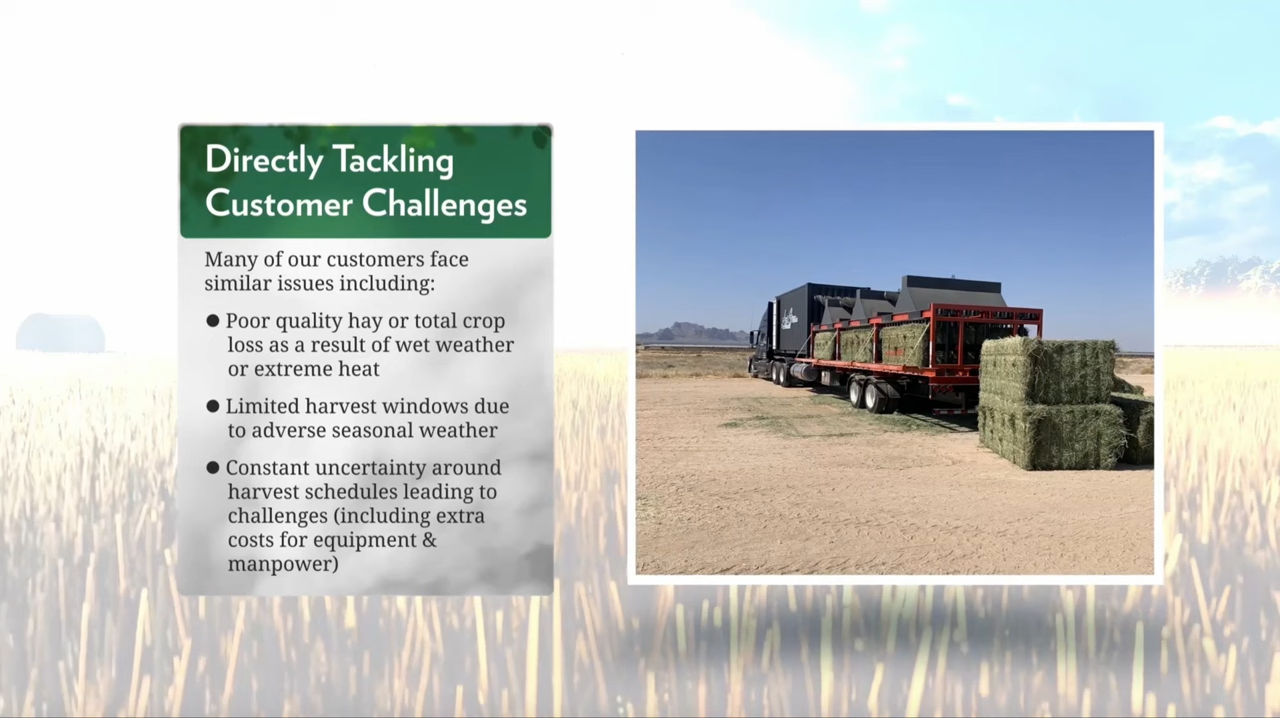 Directly Tackling
Customer Challenges
Many of our customers face
similar issues including:
● Poor quality hay or total crop
loss as a result of wet weather
or extreme heat
● Limited harvest windows due
to adverse seasonal weather
● Constant uncertainty around
harvest schedules leading to
challenges (including extra
costs for equipment &
manpower)